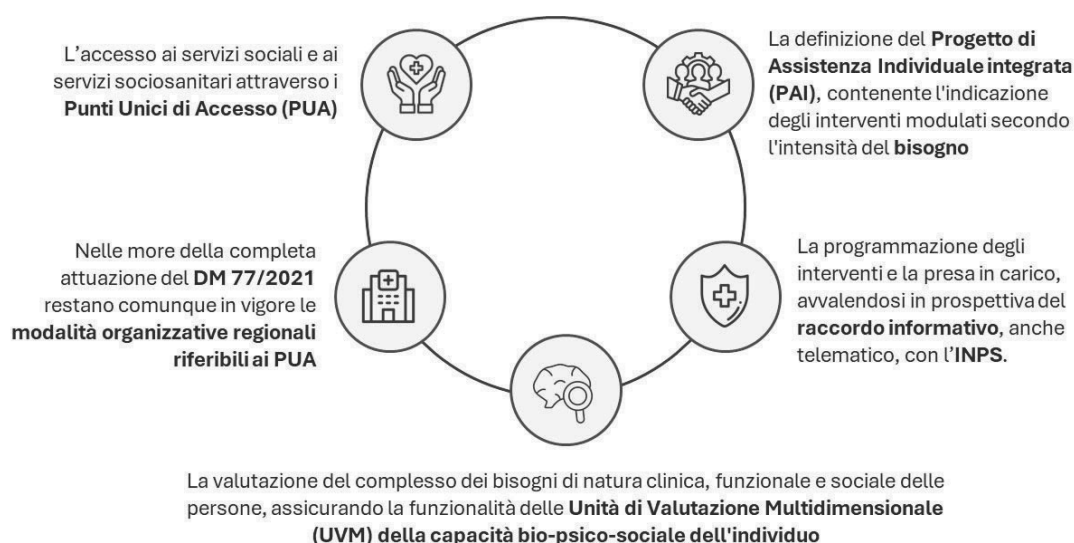 L'accesso ai servizi sociali e ai
servizi sociosanitari attraverso i
Punti Unici di Accesso (PUA)
La definizione del Progetto di
Assistenza Individuale integrata
(PAI), contenente l'indicazione
degli interventi modulati secondo
l'intensità del bisogno
Nelle more della completa
attuazione del DM 77/2021
restano comunque in vigore le
modalità organizzative regionali
riferibili ai PUA
La programmazione degli
interventi e la presa in carico,
avvalendosi in prospettiva del
raccordo informativo, anche
telematico, con l'INPS.
La valutazione del complesso dei bisogni di natura clinica, funzionale e sociale delle
persone, assicurando la funzionalità delle Unità di Valutazione Multidimensionale
(UVM) della capacità bio-psico-sociale dell'individuo